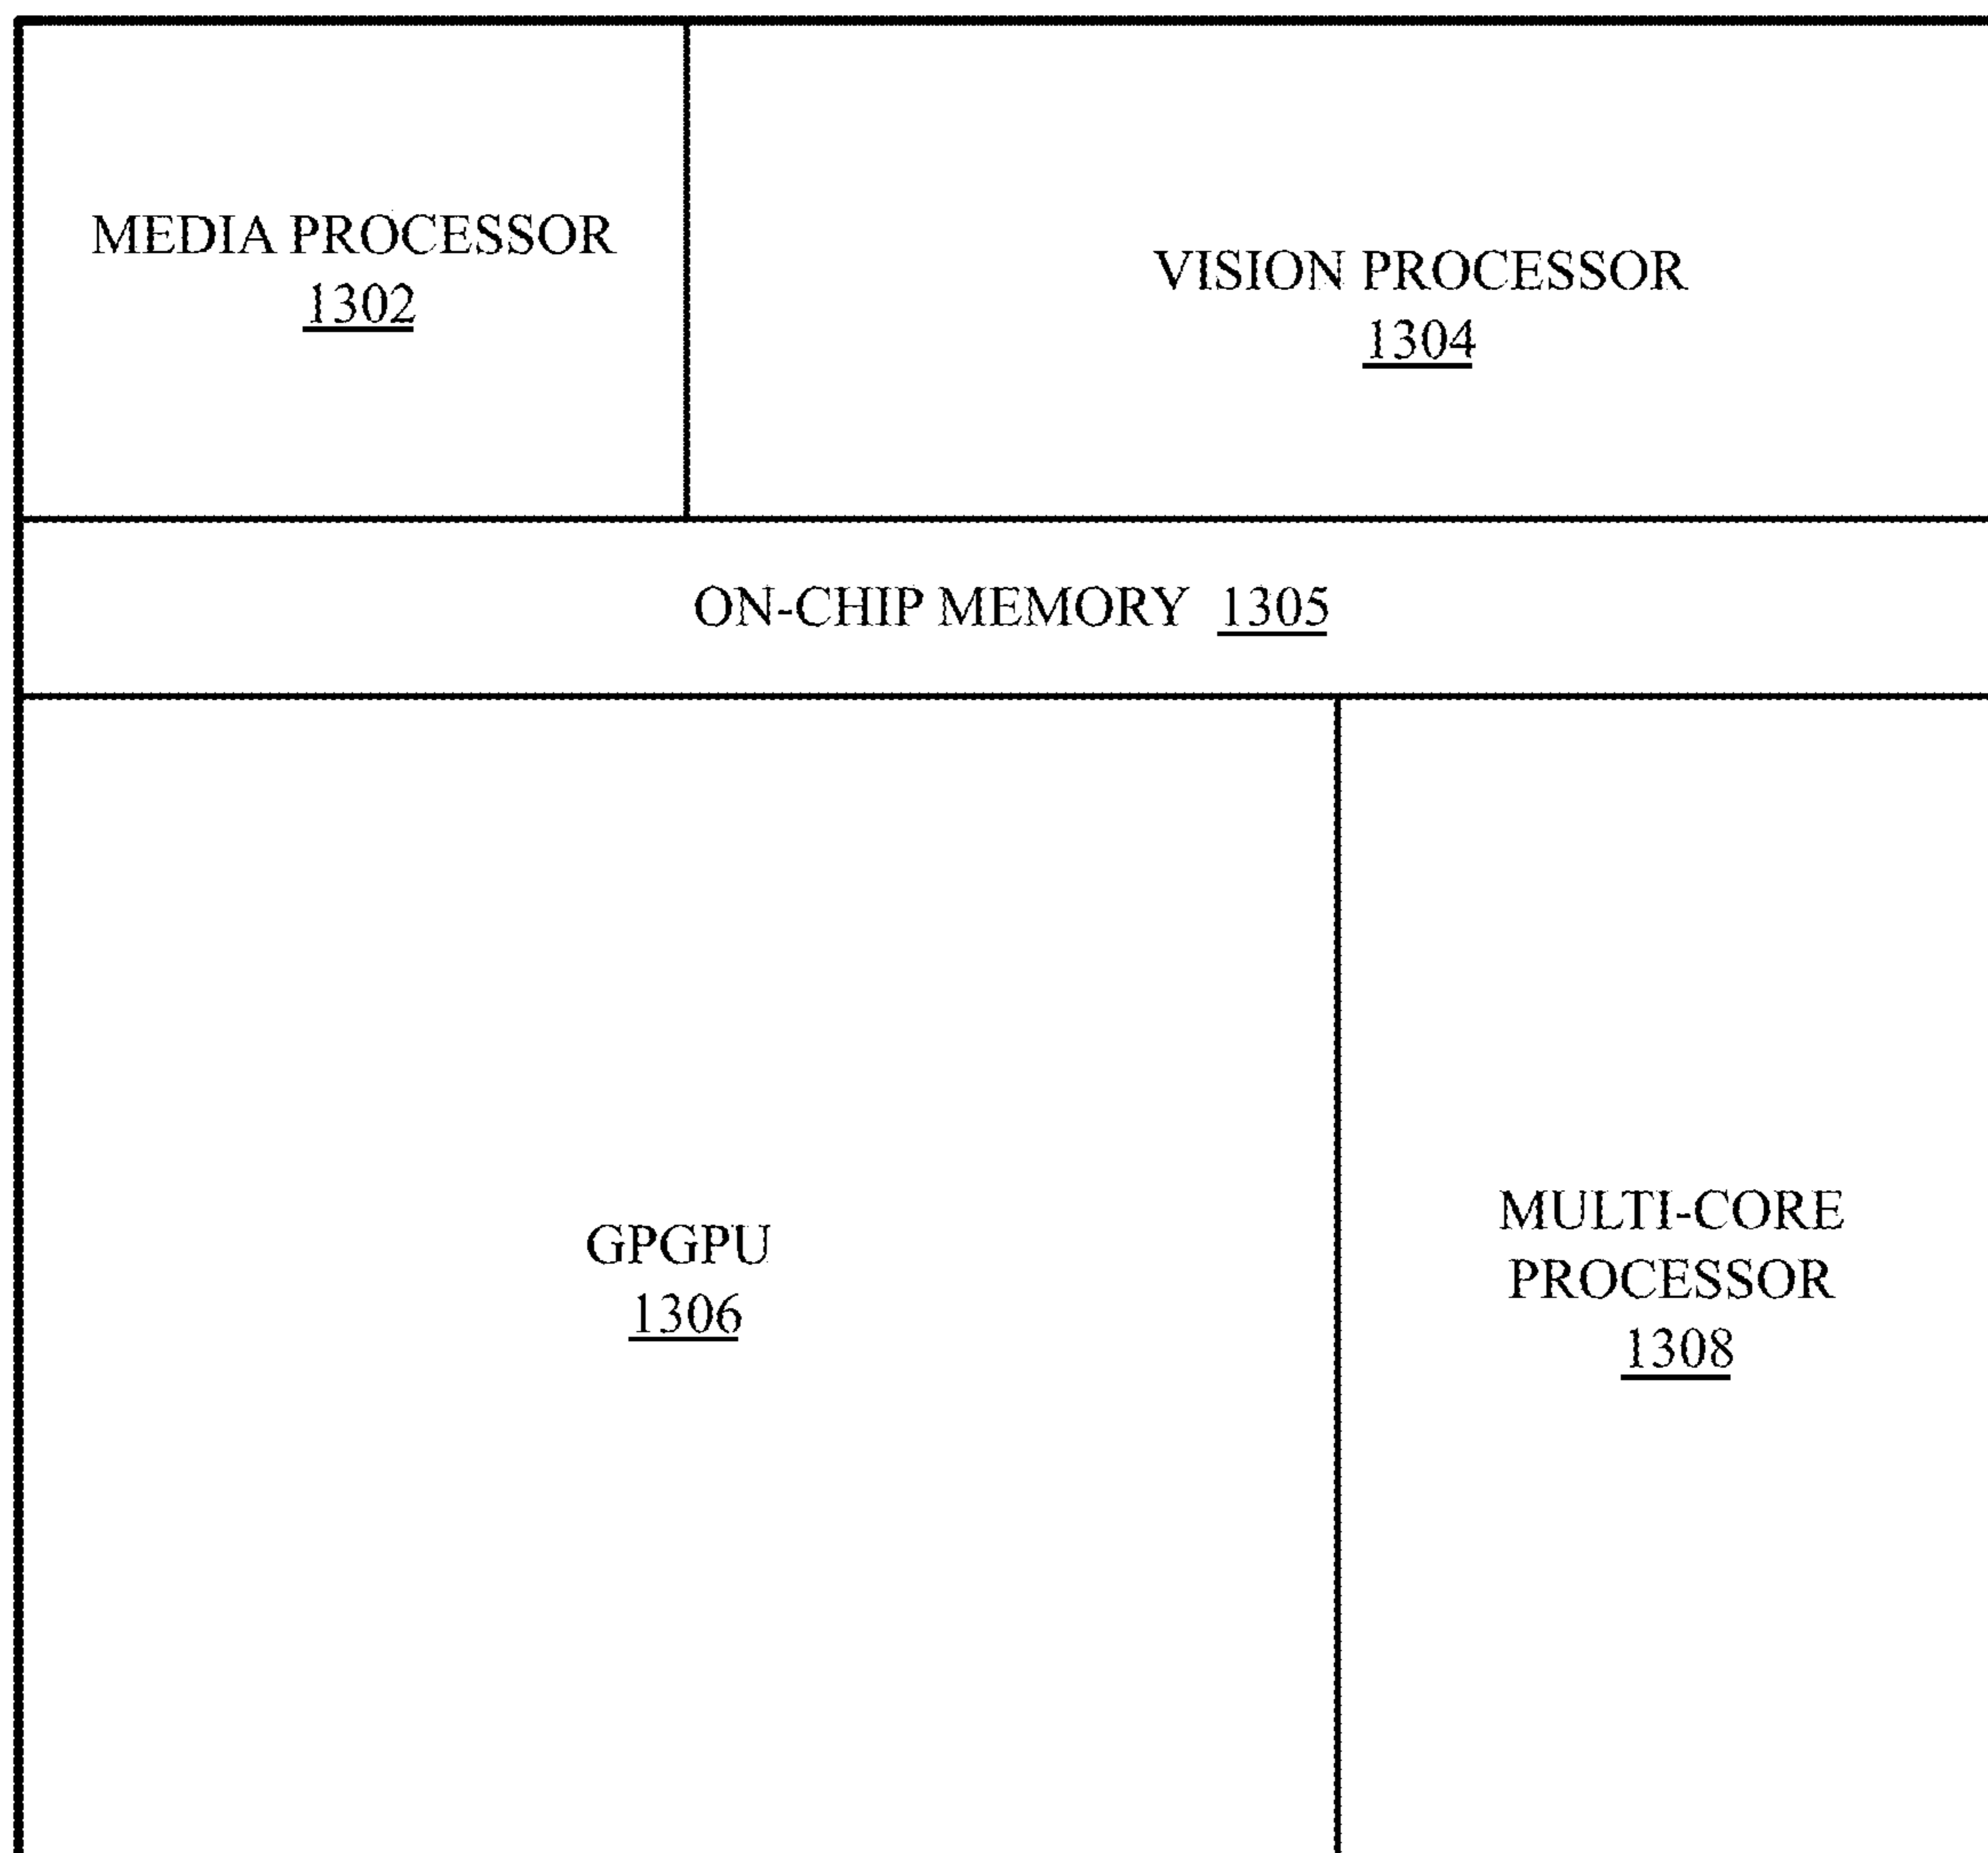 MEDIA PROCESSOR
1302
VISION PROCESSOR
1304
ON-CHIP MEMORY 1305
GPGPU
1306
MULTI-CORE
PROCESSOR
1308